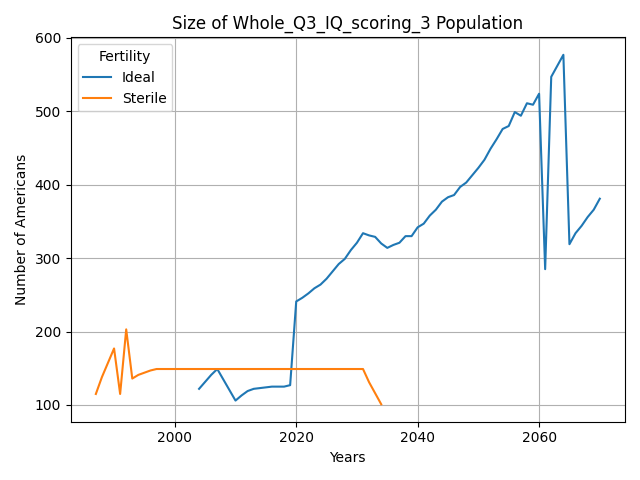 Size of Whole_Q3_IQ_scoring_3 Population
Fertility
Ideal
Sterile
Number of Americans
600
500
400
300
200
100
2000
2020
2040
2060
Years